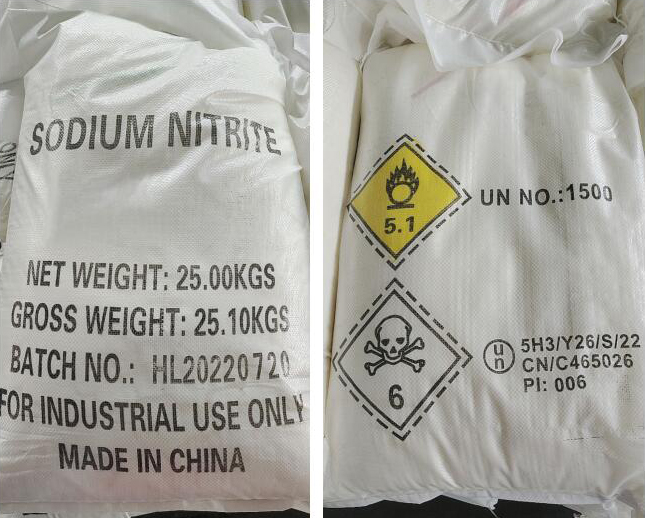 SODIUM NITRITE
NET WEIGHT: 25.00KGS
GROSS WEIGHT: 25.10KGS
BATCH NO.: HL20220720
FOR INDUSTRIAL USE ONLY
MADE IN CHINA
5.1
UN NO.:1500
6
un
5H3/Y26/S/22
CN/C465026
PI: 006